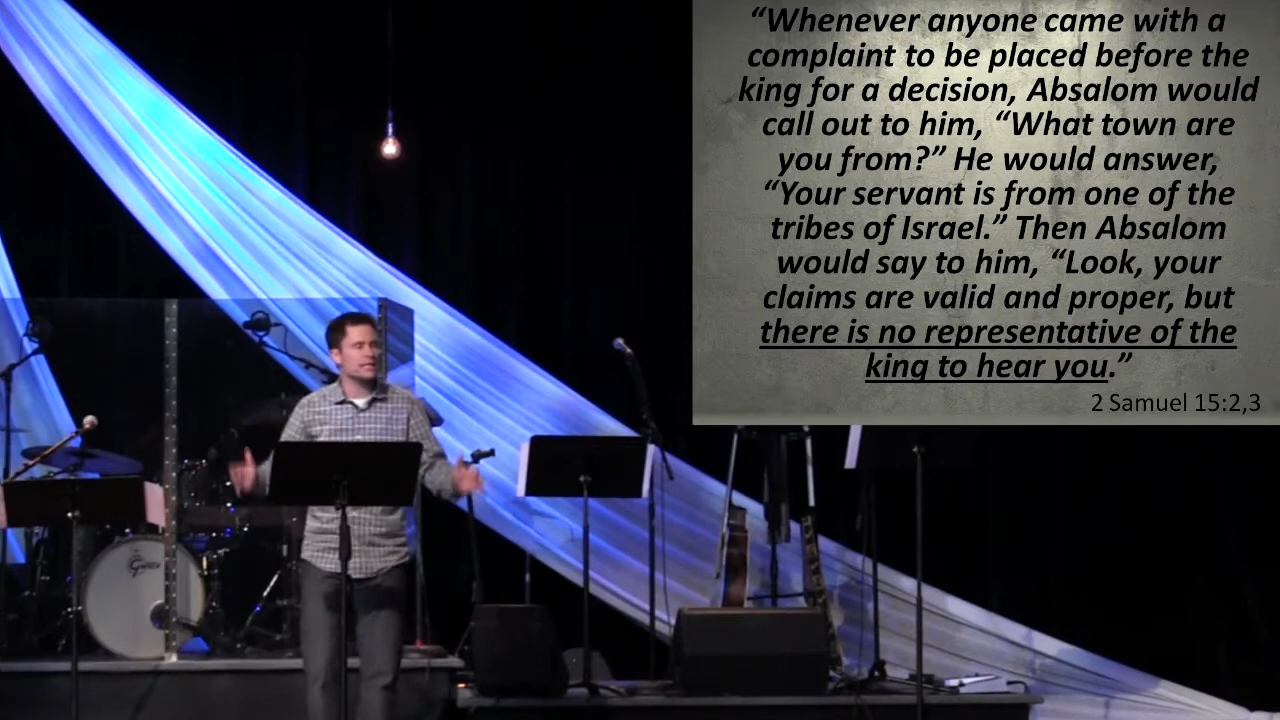 “Whenever anyone came with a
complaint to be placed before the
king for a decision, Absalom would
call out to him, “What town are
you from?” He would answer,
“Your servant is from one of the
tribes of Israel.” Then Absalom
would say to him, “Look, your
claims are valid and proper, but
there is no representative of the
king to hear you.”
2 Samuel 15:2,3
Gretsch